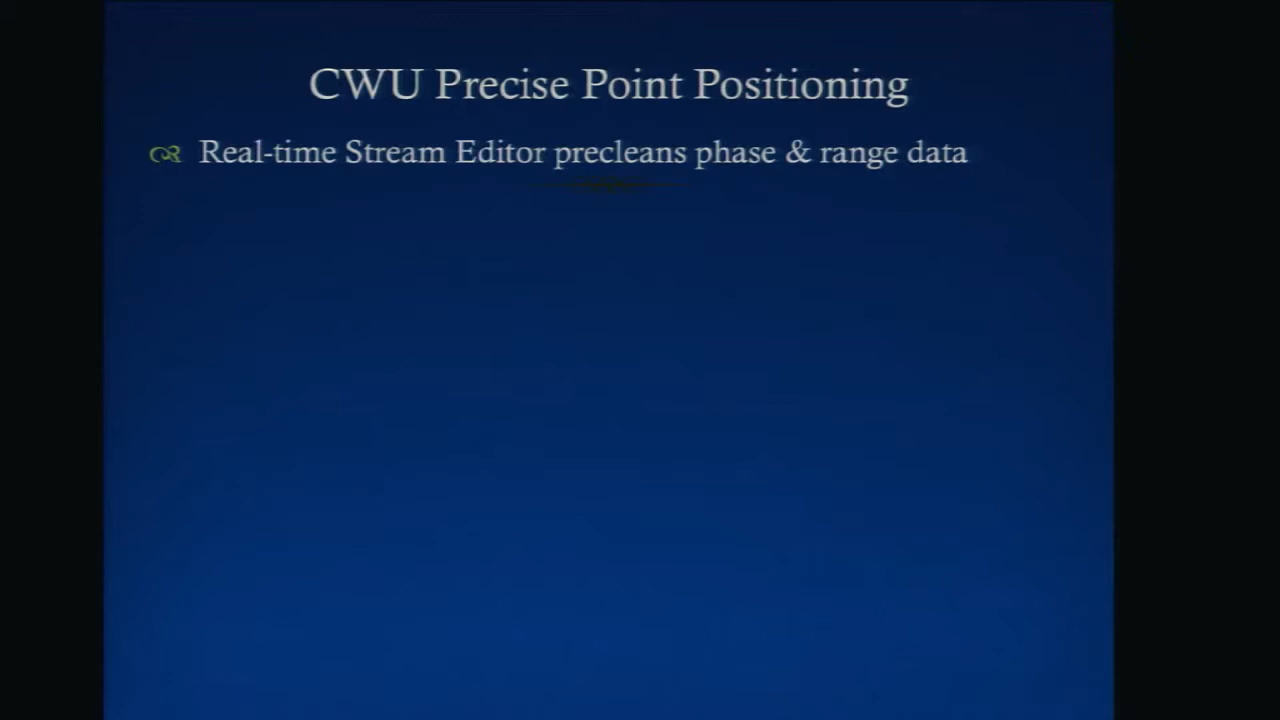 CWU Precise Point Positioning
Real-time Stream Editor precleans phase & range data